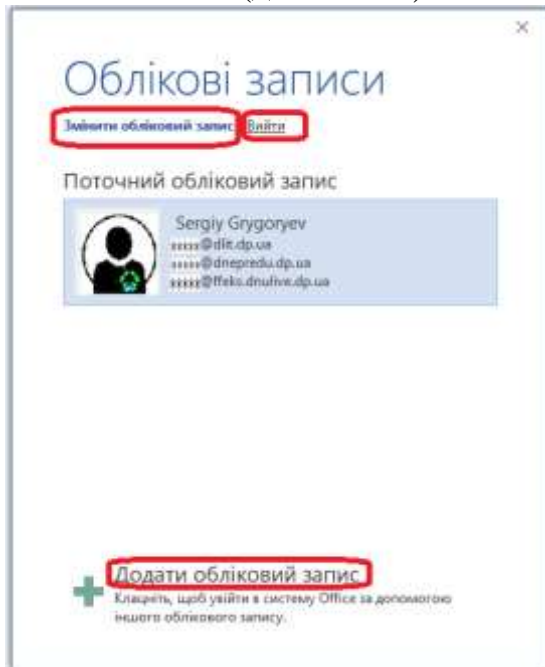 Облікові записи
Змінити обліковий запис Вийти
Поточний обліковий запис
Sergiy Grygoryev
xxxxx@dlit.dp.ua
xxxxx@dnepredu.dp.ua
xxxxx@ffeks.dnulive.dp.ua
Додати обліковий запис
Клацніть, щоб увійти в систему Office за допомогою
іншого облікового запису.